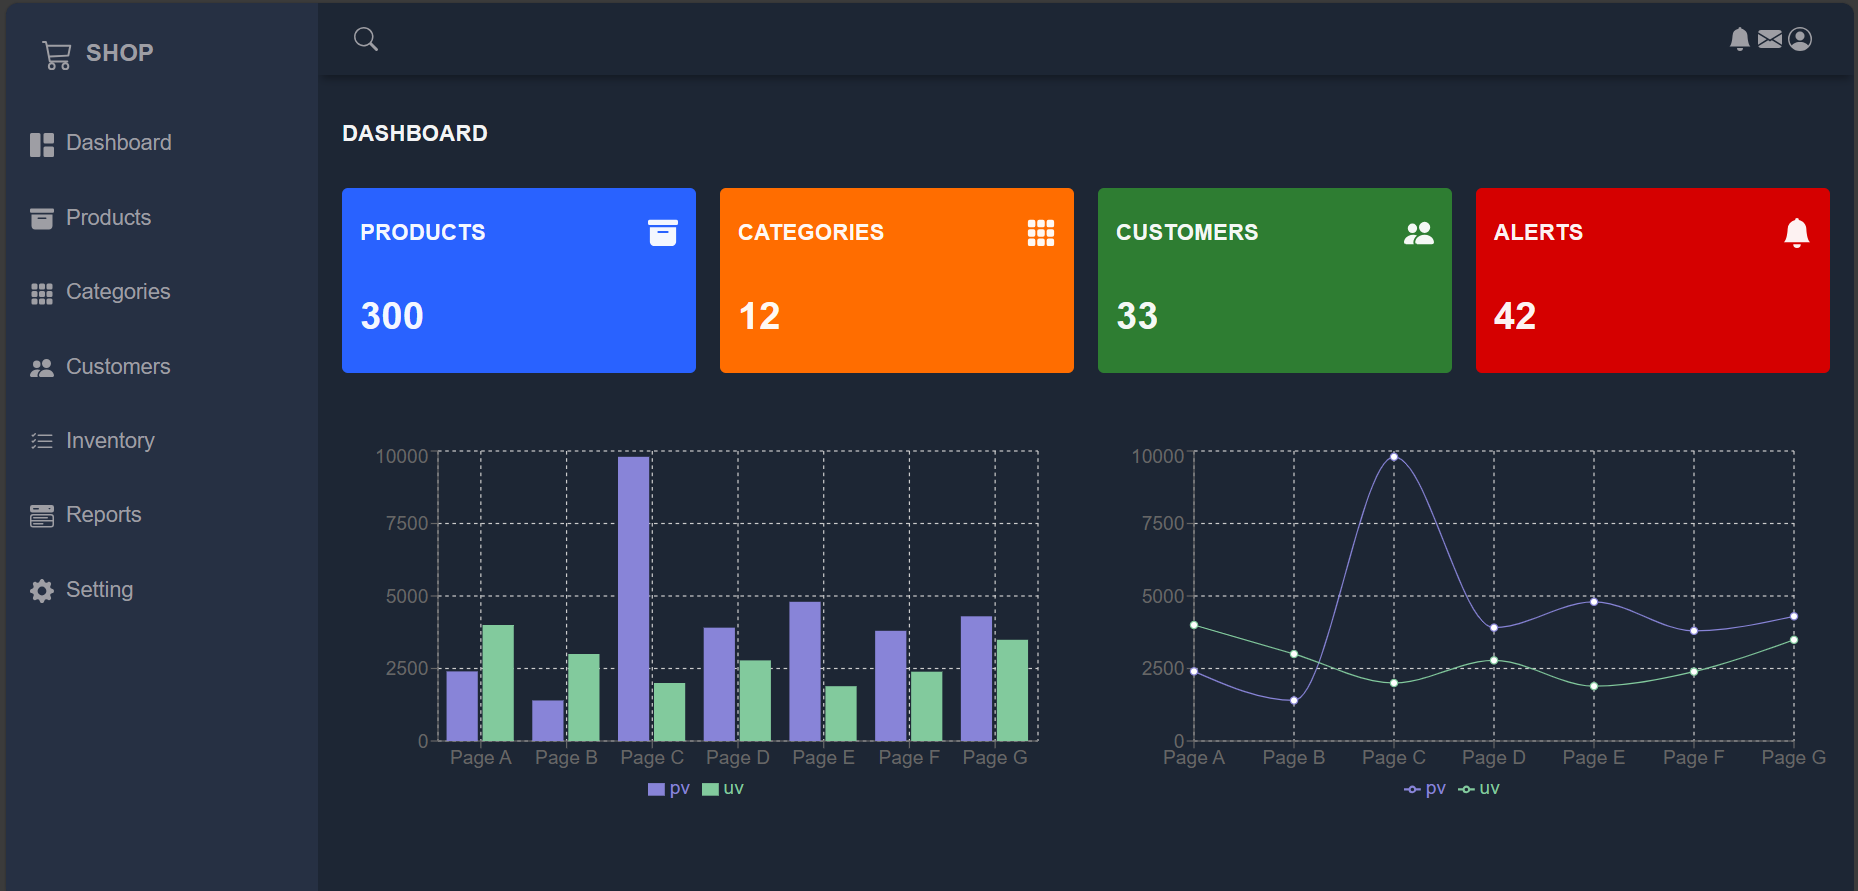 SHOP
Dashboard
Products
Categories
Customers
Inventory
Reports
Setting
DASHBOARD
PRODUCTS
300
CATEGORIES
12
CUSTOMERS
33
ALERTS
42
10000
7500
5000
2500
0
Page A Page B Page C Page D Page E Page F Page G
pv uv
10000
7500
5000
2500
0
Page A Page B Page C Page D Page E Page F Page G
pv uv